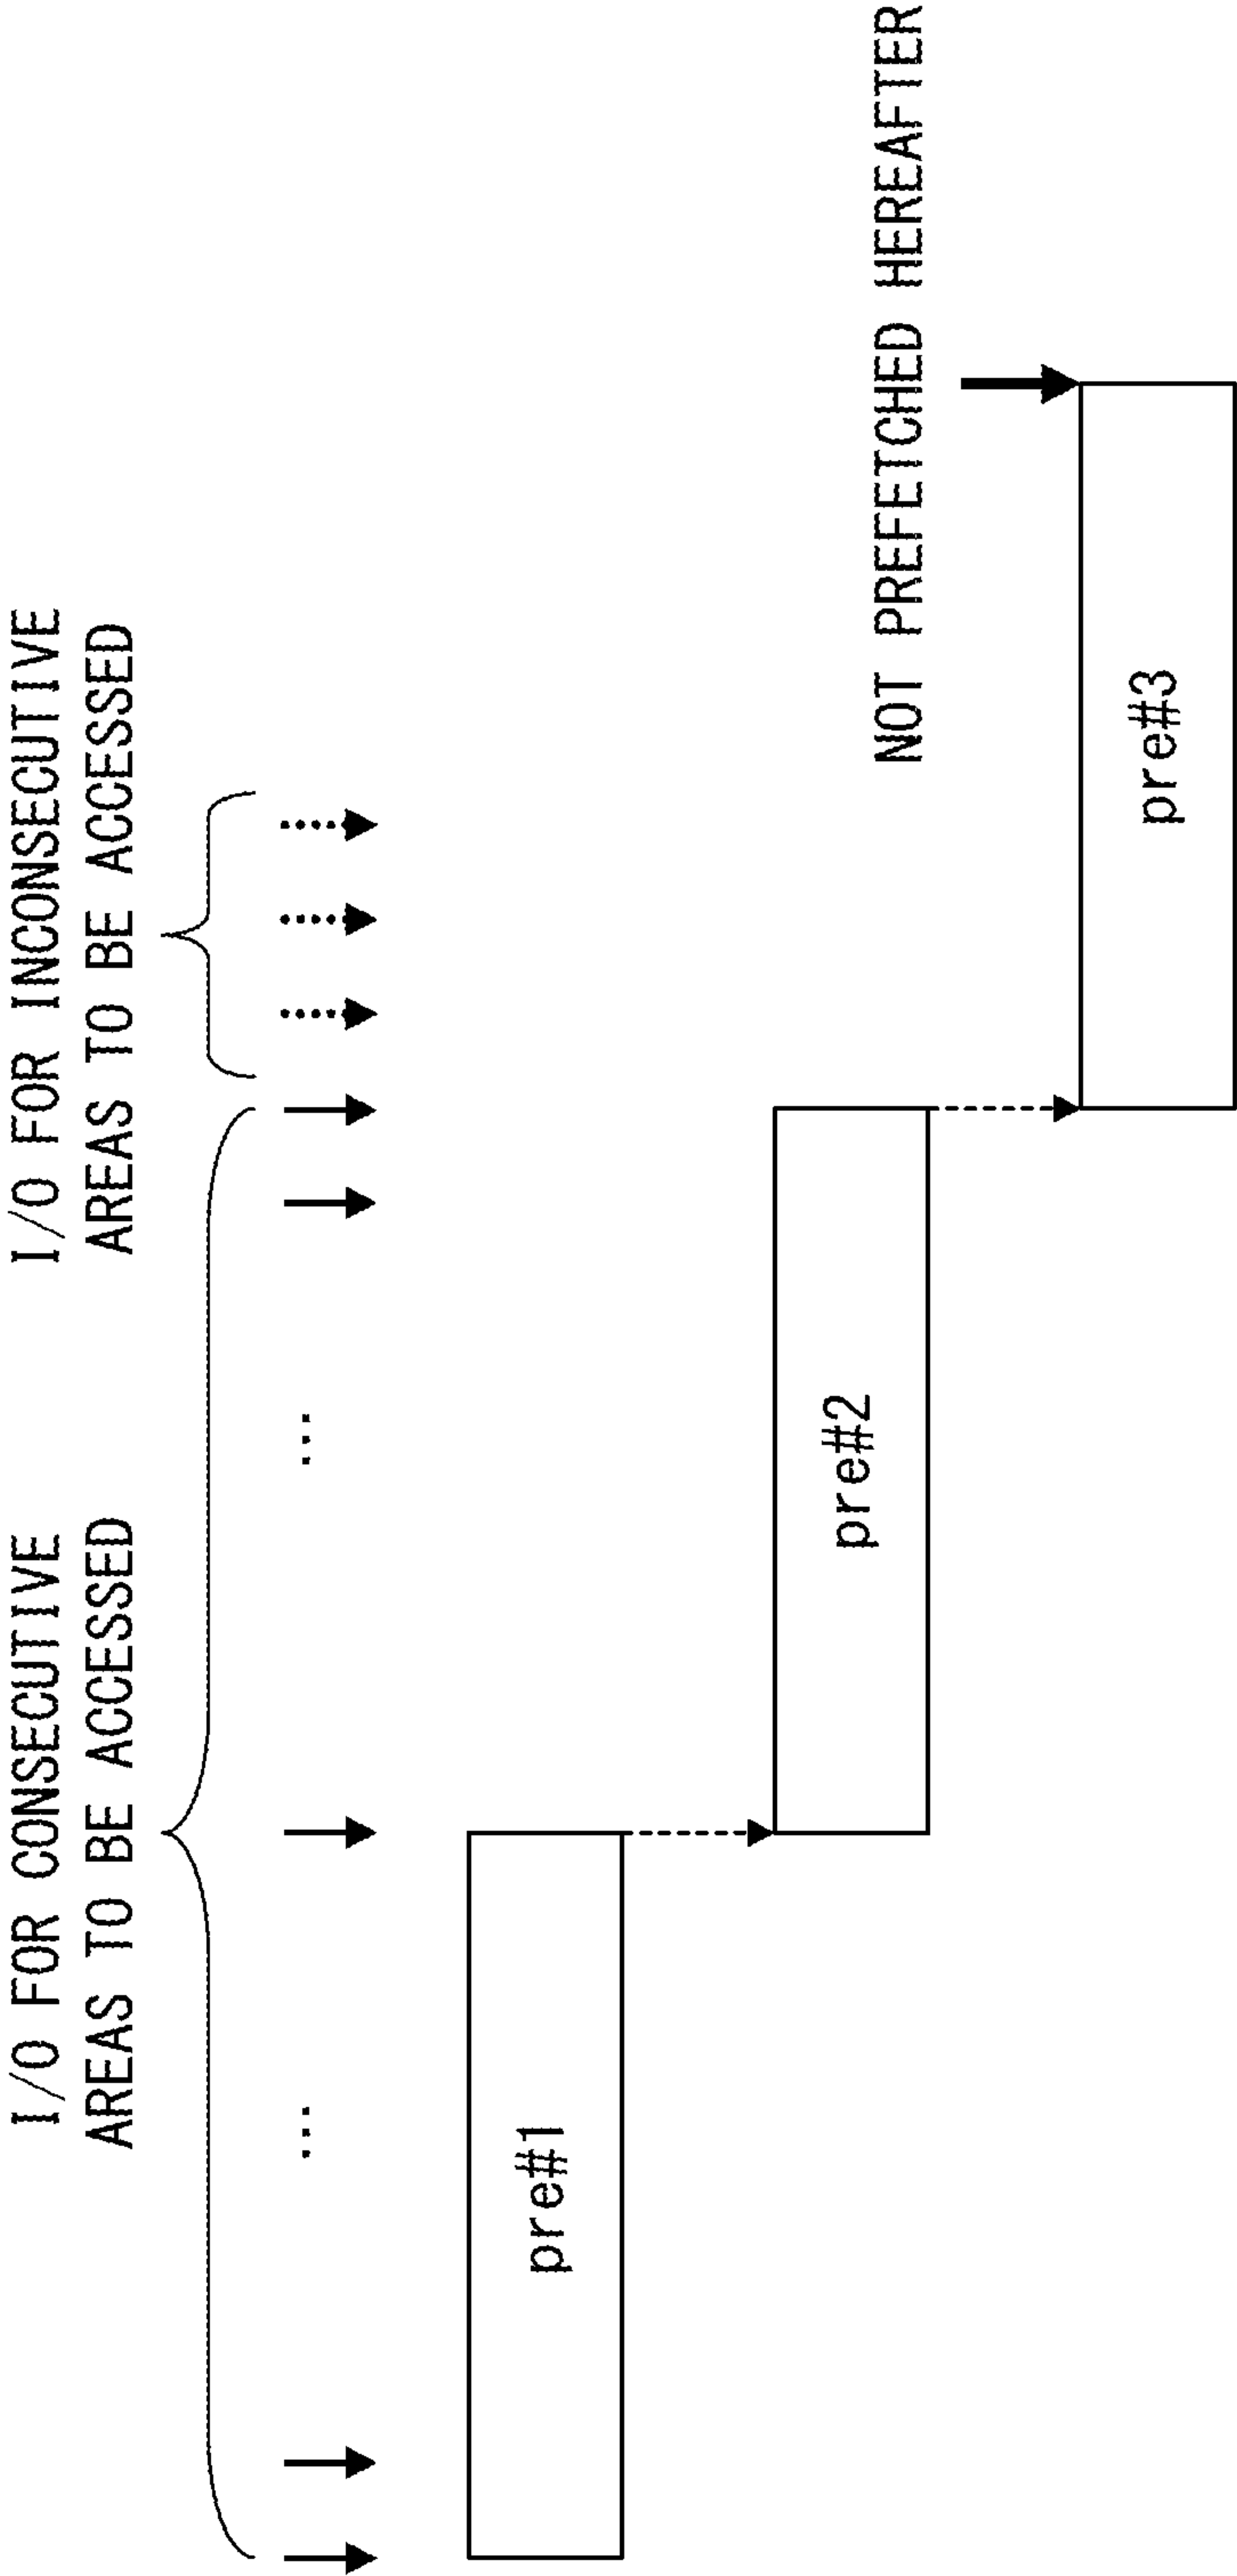 I/O FOR CONSECUTIVE
AREAS TO BE ACCESSED
I/O FOR INCONSECUTIVE
AREAS TO BE ACCESSED
...
...
pre#1
pre#2
NOT PREFETCHED HEREAFTER
pre#3